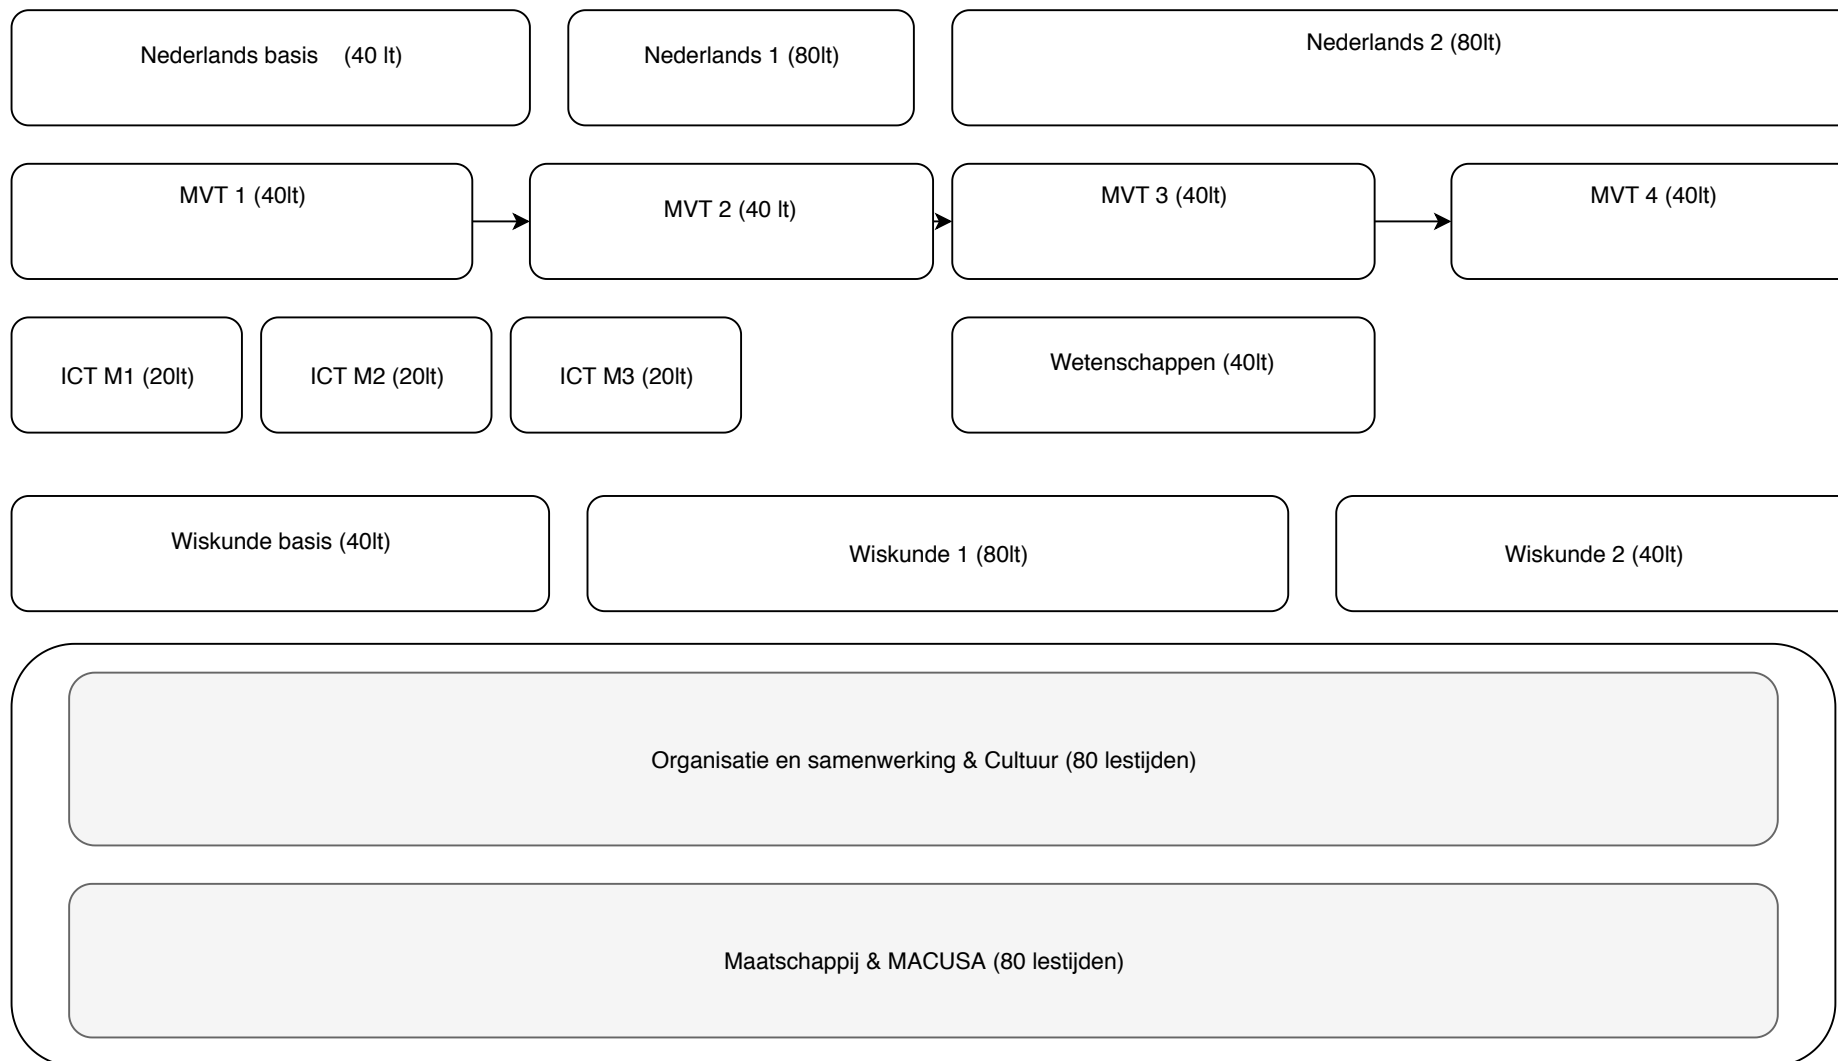 Nederlands basis (40 lt)
Nederlands 1 (80lt)
Nederlands 2 (80lt)
MVT 1 (40lt)
MVT 2 (40 lt)
MVT 3 (40lt)
MVT 4 (40lt)
ICT M1 (20lt)
ICT M2 (20lt)
ICT M3 (20lt)
Wetenschappen (40lt)
Wiskunde basis (40lt)
Wiskunde 1 (80lt)
Wiskunde 2 (40lt)
Organisatie en samenwerking & Cultuur (80 lestijden)
Maatschappij & MACUSA (80 lestijden)